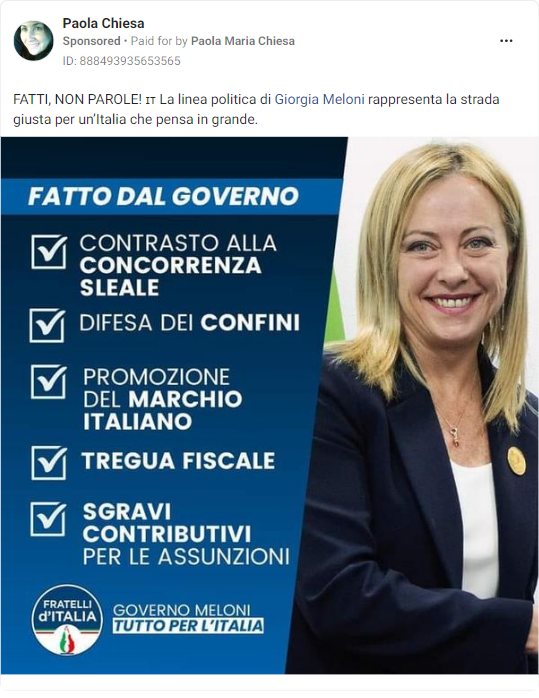 Paola Chiesa
Sponsored • Paid for by Paola Maria Chiesa
ID: 888493935653565
FATTI, NON PAROLE! IT La linea politica di Giorgia Meloni rappresenta la strada
giusta per un'Italia che pensa in grande.
FATTO DAL GOVERNO
CONTRASTO ALLA
CONCORRENZA
SLEALE
DIFESA DEI CONFINI
PROMOZIONE
DEL MARCHIO
ITALIANO
TREGUA FISCALE
SGRAVI
CONTRIBUTIVI
PER LE ASSUNZIONI
FRATELLI
d'ITALIA
GOVERNO MELONI
TUTTO PER L'ITALIA